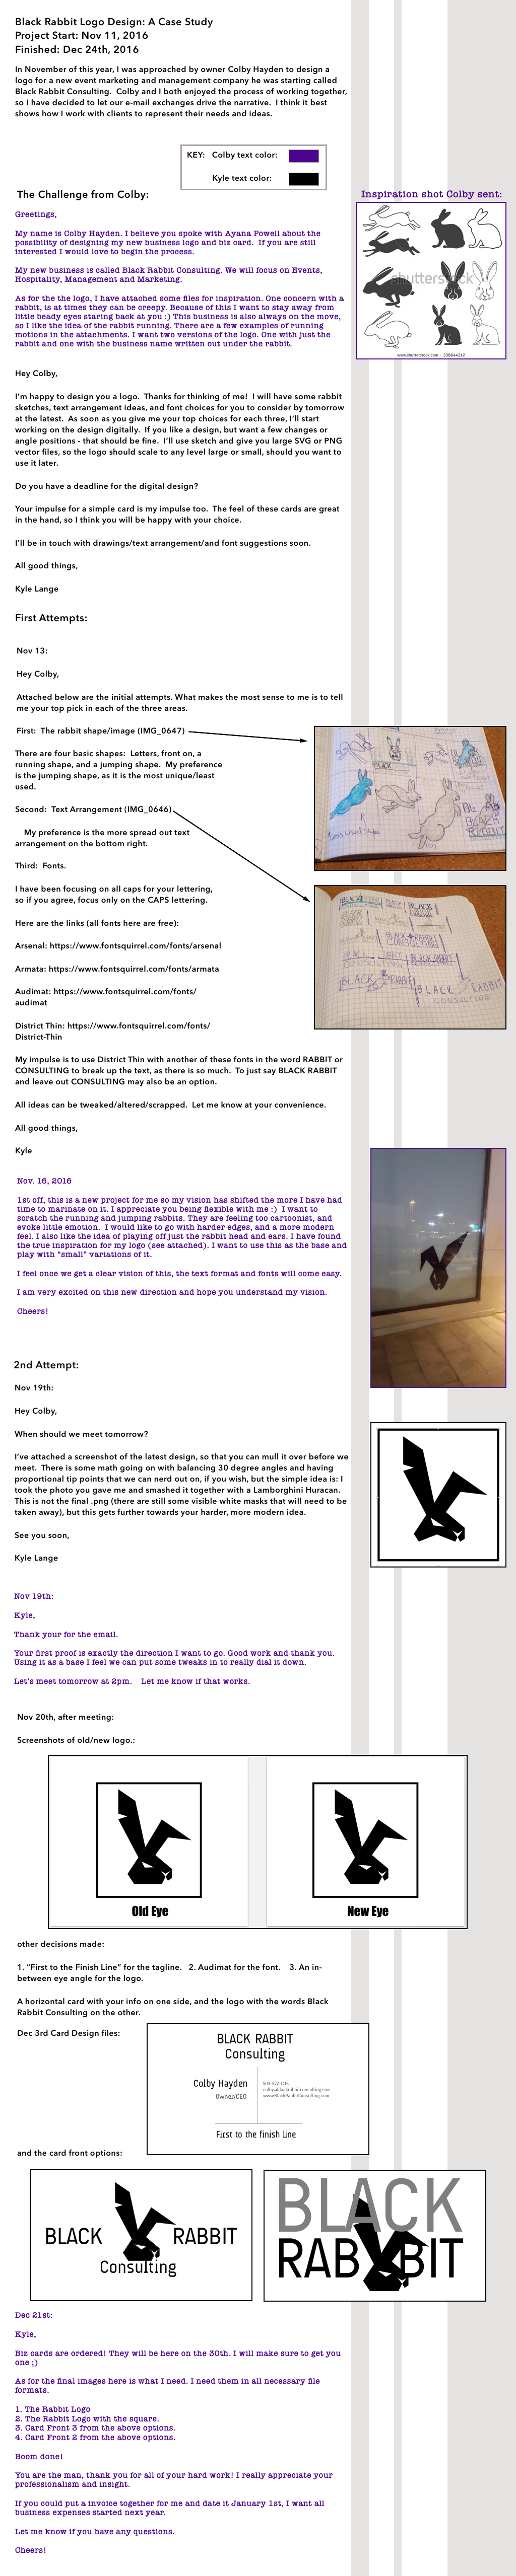 Black Rabbit Logo Design: A Case Study
Project Start: Nov 11, 2016
Finished: Dec 24th, 2016
In November of this year, I was approached by owner Colby Hayden to design a
logo for a new event marketing and management company he was starting called
Black Rabbit Consulting.  Colby and I both enjoyed the process of working together,
so I have decided to let our e-mail exchanges drive the narrative.  I think it best
shows how I work with clients to represent their needs and ideas.
KEY:   Colby text color:
Kyle text color:
The Challenge from Colby:
Inspiration shot Colby sent:
shutterstock
www.shutterstock.com · 336644312
Greetings,
My name is Colby Hayden. I believe you spoke with Ayana Powell about the
possibility of designing my new business logo and biz card.  If you are still
interested I would love to begin the process.
My new business is called Black Rabbit Consulting. We will focus on Events,
Hospitality, Management and Marketing.
As for the the logo, I have attached some files for inspiration. One concern with a
rabbit, is at times they can be creepy. Because of this I want to stay away from
little beady eyes staring back at you :) This business is also always on the move,
so I like the idea of the rabbit running. There are a few examples of running
motions in the attachments. I want two versions of the logo. One with just the
rabbit and one with the business name written out under the rabbit.
Hey Colby,
I'm happy to design you a logo.  Thanks for thinking of me!  I will have some rabbit
sketches, text arrangement ideas, and font choices for you to consider by tomorrow
at the latest.  As soon as you give me your top choices for each three, I'll start
working on the design digitally.  If you like a design, but want a few changes or
angle positions - that should be fine.  I'll use sketch and give you large SVG or PNG
vector files, so the logo should scale to any level large or small, should you want to
use it later.
Do you have a deadline for the digital design?
Your impulse for a simple card is my impulse too.  The feel of these cards are great
in the hand, so I think you will be happy with your choice.
I'll be in touch with drawings/text arrangement/and font suggestions soon.
All good things,
Kyle Lange
First Attempts:
Nov 13:
Hey Colby,
Attached below are the initial attempts. What makes the most sense to me is to tell
me your top pick in each of the three areas.
First:  The rabbit shape/image (IMG_0647)
There are four basic shapes:  Letters, front on, a
running shape, and a jumping shape.  My preference
is the jumping shape, as it is the most unique/least
used.
Second:  Text Arrangement (IMG_0646)
My preference is the more spread out text
arrangement on the bottom right.
Third:  Fonts.
I have been focusing on all caps for your lettering,
so if you agree, focus only on the CAPS lettering.
Here are the links (all fonts here are free):
Arsenal: https://www.fontsquirrel.com/fonts/arsenal
Armata: https://www.fontsquirrel.com/fonts/armata
Audimat: https://www.fontsquirrel.com/fonts/
audimat
District Thin: https://www.fontsquirrel.com/fonts/
District-Thin
BLACK
RABBIT
BLACK RABBIT
CONSULTING
My impulse is to use District Thin with another of these fonts in the word RABBIT or
CONSULTING to break up the text, as there is so much.  To just say BLACK RABBIT
and leave out CONSULTING may also be an option.
All ideas can be tweaked/altered/scrapped.  Let me know at your convenience.
All good things,
Kyle
Nov. 16, 2016
1st off, this is a new project for me so my vision has shifted the more I have had
time to marinate on it. I appreciate you being flexible with me :)  I want to
scratch the running and jumping rabbits. They are feeling too cartoonist, and
evoke little emotion.  I would like to go with harder edges, and a more modern
feel. I also like the idea of playing off just the rabbit head and ears. I have found
the true inspiration for my logo (see attached). I want to use this as the base and
play with "small" variations of it.
I feel once we get a clear vision of this, the text format and fonts will come easy.
I am very excited on this new direction and hope you understand my vision.
Cheers!
2nd Attempt:
Nov 19th:
Hey Colby,
When should we meet tomorrow?
I've attached a screenshot of the latest design, so that you can mull it over before we
meet.  There is some math going on with balancing 30 degree angles and having
proportional tip points that we can nerd out on, if you wish, but the simple idea is: I
took the photo you gave me and smashed it together with a Lamborghini Huracan.
This is not the final .png (there are still some visible white masks that will need to be
taken away), but this gets further towards your harder, more modern idea.
See you soon,
Kyle Lange
Nov 19th:
Kyle,
Thank your for the email.
Your first proof is exactly the direction I want to go. Good work and thank you.
Using it as a base I feel we can put some tweaks in to really dial it down.
Let's meet tomorrow at 2pm.    Let me know if that works.
Nov 20th, after meeting:
Screenshots of old/new logo.:
Old Eye
New Eye
other decisions made:
1. "First to the Finish Line" for the tagline.   2. Audimat for the font.    3. An in-
between eye angle for the logo.
A horizontal card with your info on one side, and the logo with the words Black
Rabbit Consulting on the other.
Dec 3rd Card Design files:
BLACK RABBIT
Consulting
Colby Hayden
Owner/CEO
colby@blackrabbitconsulting.com
www.BlackRabbitConsulting.com
First to the finish line
and the card front options:
BLACK RABBIT
Consulting
BLACK
RABBIT
Dec 21st:
Kyle,
Biz cards are ordered! They will be here on the 30th. I will make sure to get you
one ;)
As for the final images here is what I need. I need them in all necessary file
formats.
1. The Rabbit Logo
2. The Rabbit Logo with the square.
3. Card Front 3 from the above options.
4. Card Front 2 from the above options.
Boom done!
You are the man, thank you for all of your hard work! I really appreciate your
professionalism and insight.
If you could put a invoice together for me and date it January 1st, I want all
business expenses started next year.
Let me know if you have any questions.
Cheers!